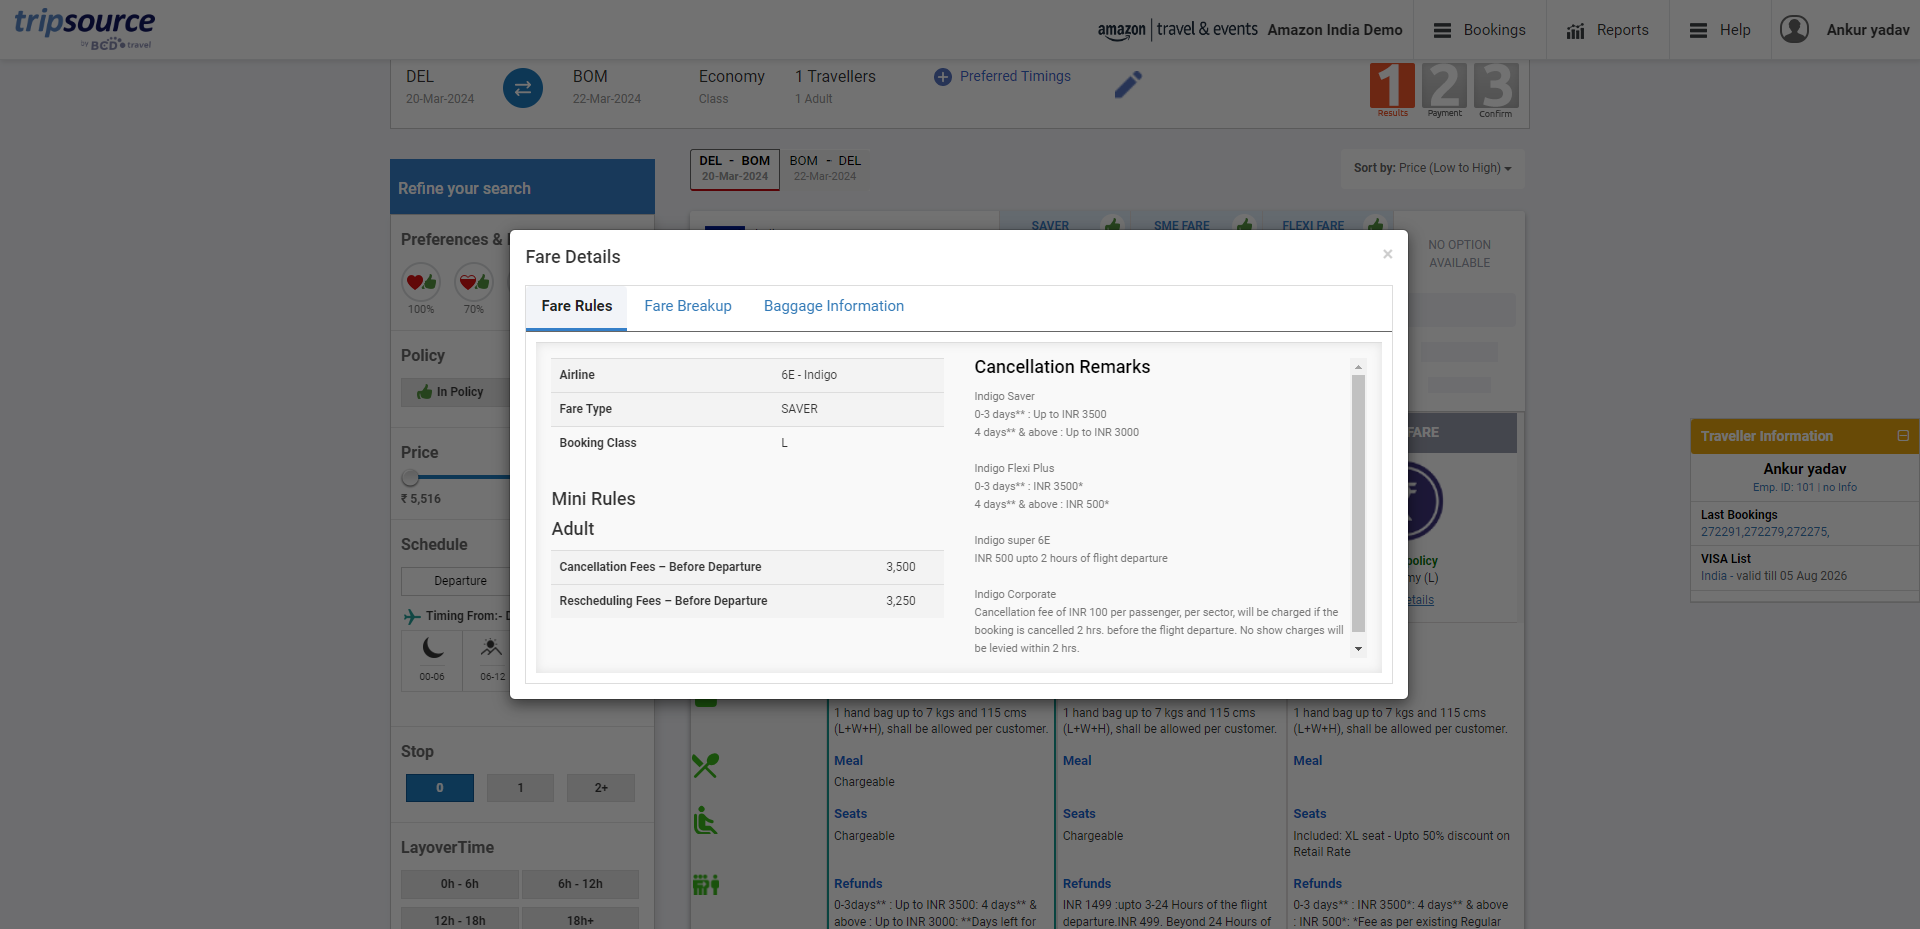 tripsource
by BCD travel
amazon travel & events Amazon India Demo
Bookings
Reports
Help
Ankur yadav
DEL
20-Mar-2024
BOM
22-Mar-2024
Economy
Class
1 Travellers
1 Adult
Preferred Timings
1
Results
2
Payment
3
Confirm
DEL - BOM
20-Mar-2024
BOM - DEL
22-Mar-2024
Sort by: Price (Low to High)
Refine your search
SAVER
SME FARE
FLEXI FARE
NO OPTION
AVAILABLE
Preferences &
100%
70%
Policy
In Policy
Price
₹ 5,516
Schedule
Departure
Timing From:-
00-06
06-12
Stop
0
1
2+
LayoverTime
0h - 6h
6h - 12h
12h - 18h
18h+
Fare Details
×
Fare Rules
Fare Breakup
Baggage Information
Airline
6E - Indigo
Fare Type
SAVER
Booking Class
L
Mini Rules
Adult
Cancellation Fees – Before Departure
3,500
Rescheduling Fees – Before Departure
3,250
Cancellation Remarks
Indigo Saver
0-3 days** : Up to INR 3500
4 days** & above : Up to INR 3000
Indigo Flexi Plus
0-3 days** : INR 3500*
4 days** & above : INR 500*
Indigo super 6E
INR 500 upto 2 hours of flight departure
Indigo Corporate
Cancellation fee of INR 100 per passenger, per sector, will be charged if the
booking is cancelled 2 hrs. before the flight departure. No show charges will
be levied within 2 hrs.
FARE
policy
my (L)
etails
1 hand bag up to 7 kgs and 115 cms
(L+W+H), shall be allowed per customer.
Meal
Chargeable
Seats
Chargeable
Refunds
0-3days** : Up to INR 3500: 4 days** &
above : Up to INR 3000: **Days left for
1 hand bag up to 7 kgs and 115 cms
(L+W+H), shall be allowed per customer.
Meal
Seats
Chargeable
Refunds
INR 1499 :upto 3-24 Hours of the flight
departure.INR 499. Beyond 24 Hours of
1 hand bag up to 7 kgs and 115 cms
(L+W+H), shall be allowed per customer.
Meal
Seats
Included: XL seat - Upto 50% discount on
Retail Rate
Refunds
0-3 days** : INR 3500*: 4 days** & above
: INR 500*: *Fee as per existing Regular
Traveller Information
Ankur yadav
Emp. ID: 101 | no Info
Last Bookings
272291,272279,272275,
VISA List
India - valid till 05 Aug 2026